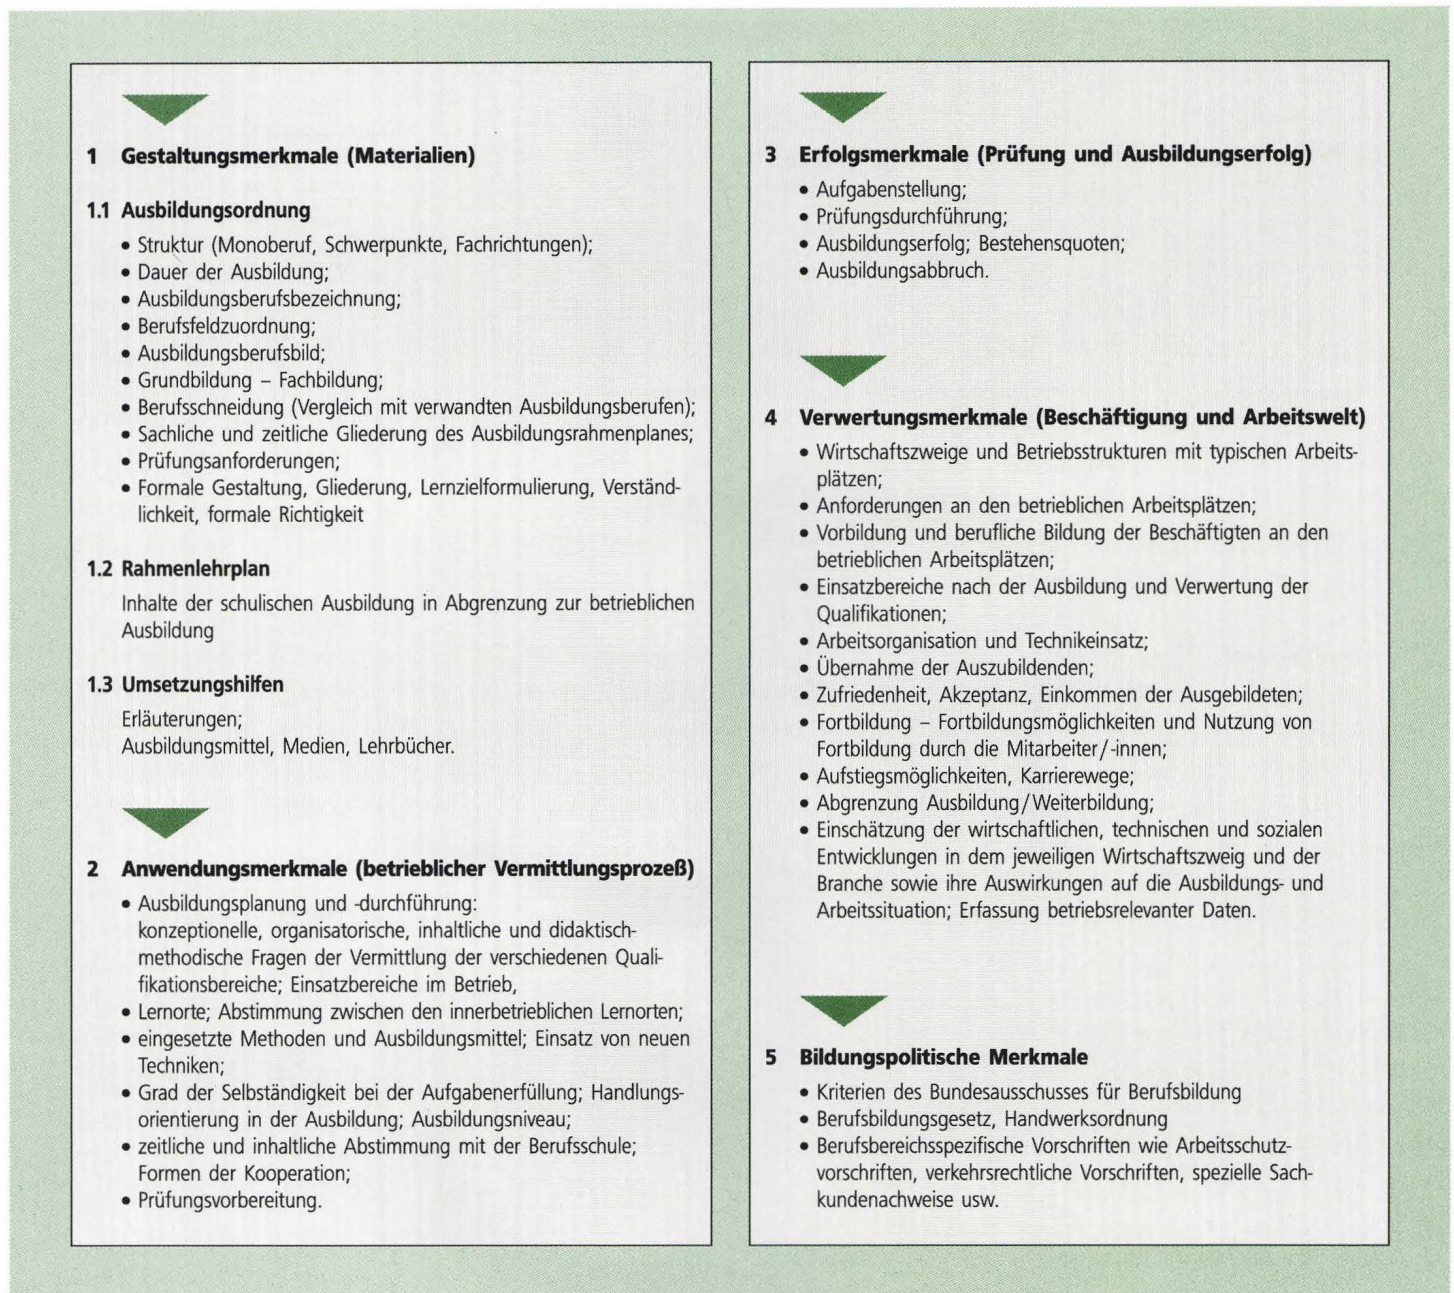 1 Gestaltungsmerkmale (Materialien)
1.1 Ausbildungsordnung
• Struktur (Monoberuf, Schwerpunkte, Fachrichtungen);
• Dauer der Ausbildung;
• Ausbildungsberufsbezeichnung;
• Berufsfeldzuordnung;
• Ausbildungsberufsbild;
• Grundbildung – Fachbildung;
• Berufsschneidung (Vergleich mit verwandten Ausbildungsberufen);
• Sachliche und zeitliche Gliederung des Ausbildungsrahmenplanes;
• Prüfungsanforderungen;
• Formale Gestaltung, Gliederung, Lernzielformulierung, Verständ-
lichkeit, formale Richtigkeit
1.2 Rahmenlehrplan
Inhalte der schulischen Ausbildung in Abgrenzung zur betrieblichen
Ausbildung
1.3 Umsetzungshilfen
Erläuterungen;
Ausbildungsmittel, Medien, Lehrbücher.
2 Anwendungsmerkmale (betrieblicher Vermittlungsprozeß)
• Ausbildungsplanung und -durchführung:
konzeptionelle, organisatorische, inhaltliche und didaktisch-
methodische Fragen der Vermittlung der verschiedenen Quali-
fikationsbereiche; Einsatzbereiche im Betrieb,
• Lernorte; Abstimmung zwischen den innerbetrieblichen Lernorten;
• eingesetzte Methoden und Ausbildungsmittel; Einsatz von neuen
Techniken;
• Grad der Selbständigkeit bei der Aufgabenerfüllung; Handlungs-
orientierung in der Ausbildung; Ausbildungsniveau;
• zeitliche und inhaltliche Abstimmung mit der Berufsschule;
Formen der Kooperation;
• Prüfungsvorbereitung.
3 Erfolgsmerkmale (Prüfung und Ausbildungserfolg)
• Aufgabenstellung;
• Prüfungsdurchführung;
• Ausbildungserfolg; Bestehensquoten;
• Ausbildungsabbruch.
4 Verwertungsmerkmale (Beschäftigung und Arbeitswelt)
• Wirtschaftszweige und Betriebsstrukturen mit typischen Arbeits-
plätzen;
• Anforderungen an den betrieblichen Arbeitsplätzen;
• Vorbildung und berufliche Bildung der Beschäftigten an den
betrieblichen Arbeitsplätzen;
• Einsatzbereiche nach der Ausbildung und Verwertung der
Qualifikationen;
• Arbeitsorganisation und Technikeinsatz;
• Übernahme der Auszubildenden;
• Zufriedenheit, Akzeptanz, Einkommen der Ausgebildeten;
• Fortbildung – Fortbildungsmöglichkeiten und Nutzung von
Fortbildung durch die Mitarbeiter/-innen;
• Aufstiegsmöglichkeiten, Karrierewege;
• Abgrenzung Ausbildung/Weiterbildung;
• Einschätzung der wirtschaftlichen, technischen und sozialen
Entwicklungen in dem jeweiligen Wirtschaftszweig und der
Branche sowie ihre Auswirkungen auf die Ausbildungs- und
Arbeitssituation; Erfassung betriebsrelevanter Daten.
5 Bildungspolitische Merkmale
• Kriterien des Bundesausschusses für Berufsbildung
• Berufsbildungsgesetz, Handwerksordnung
• Berufsbereichsspezifische Vorschriften wie Arbeitsschutz-
vorschriften, verkehrsrechtliche Vorschriften, spezielle Sach-
kundenachweise usw.